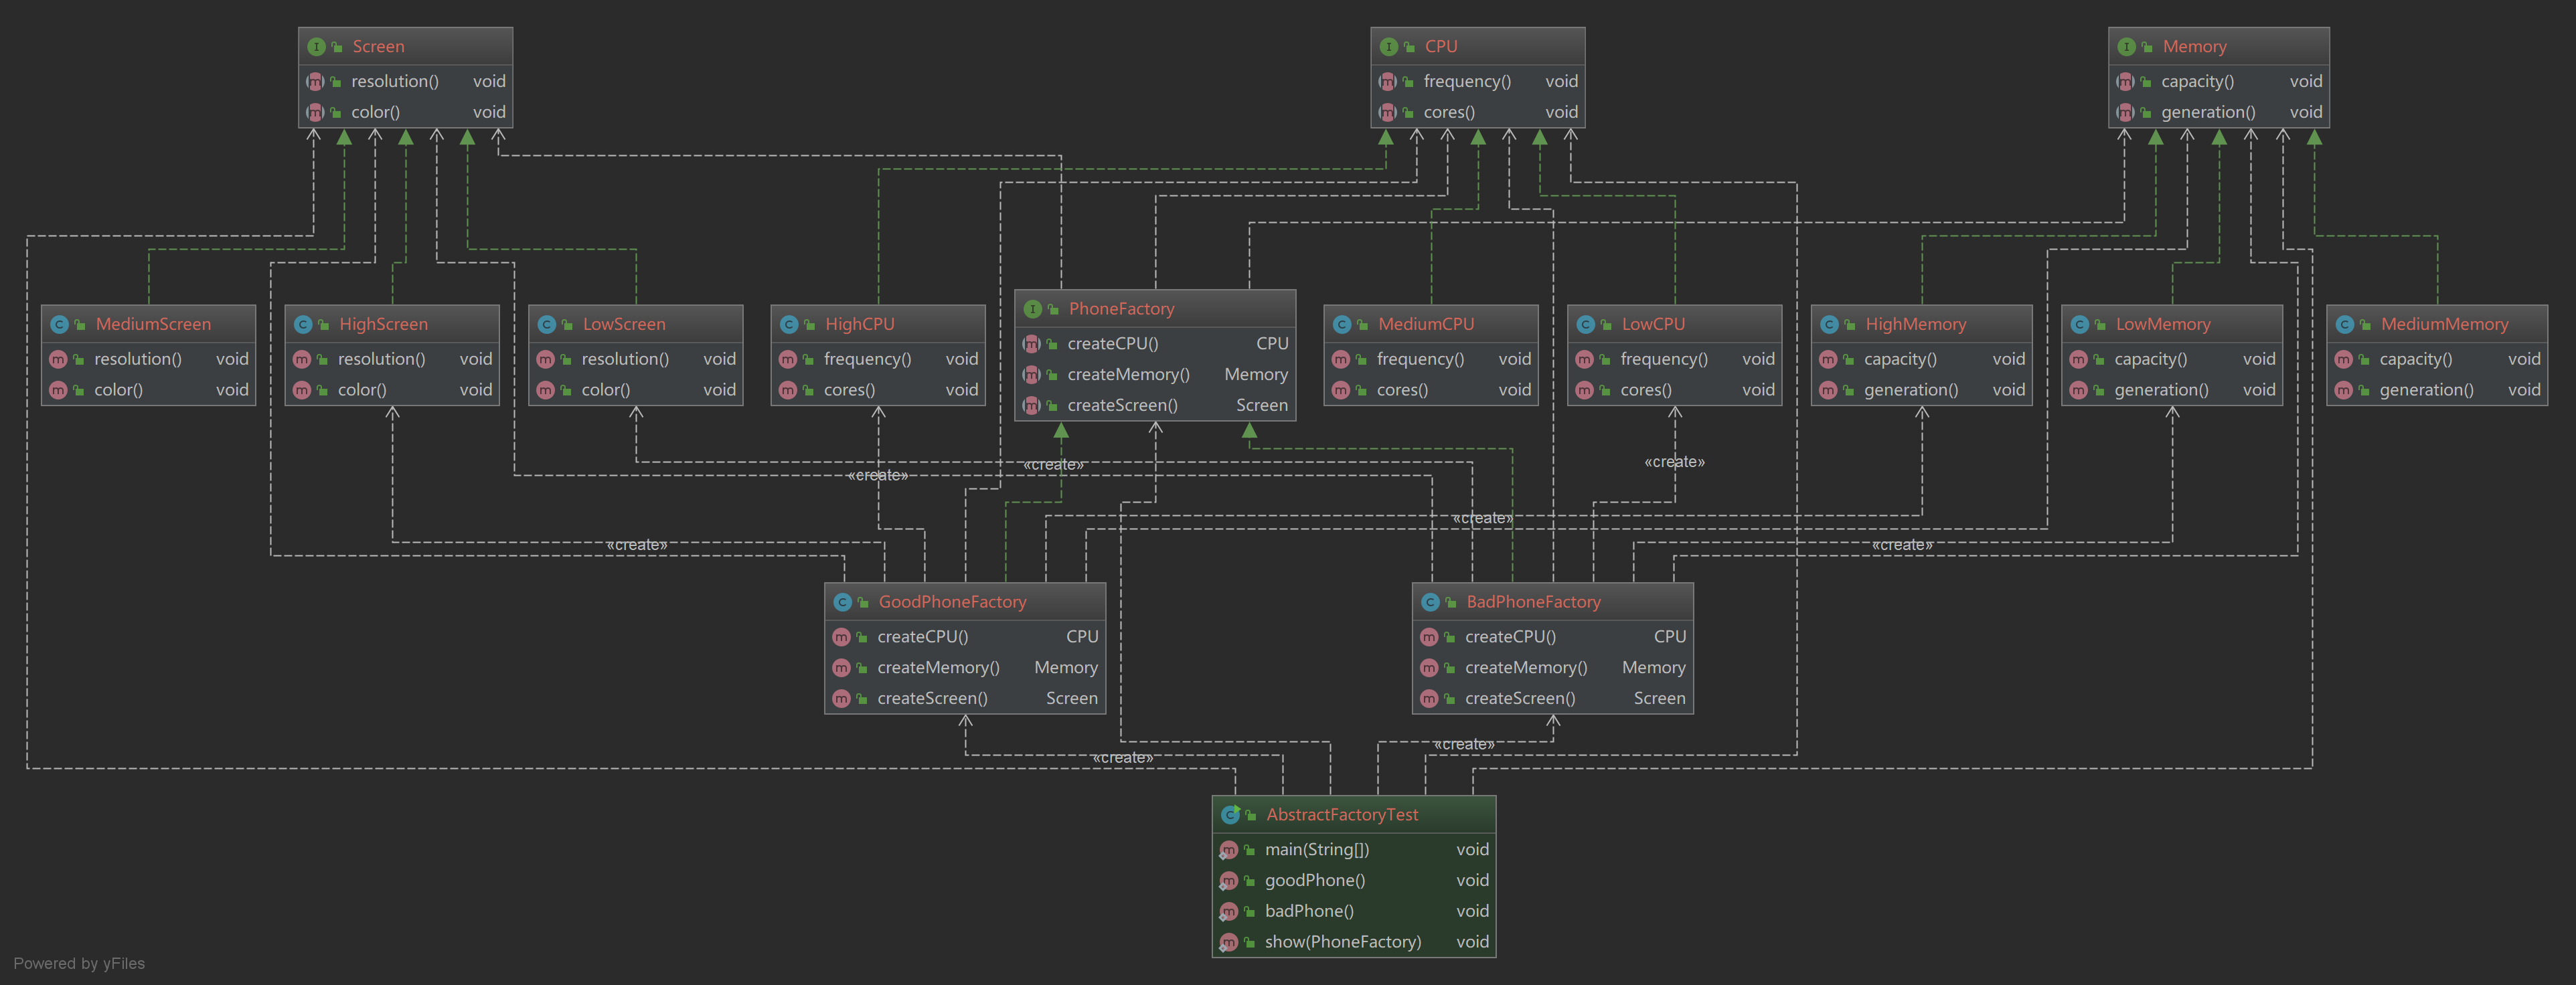 Screen
resolution() void
color() void
CPU
frequency() void
cores() void
Memory
capacity() void
generation() void
MediumScreen
resolution() void
color() void
HighScreen
resolution() void
color() void
LowScreen
resolution() void
color() void
HighCPU
frequency() void
cores() void
PhoneFactory
createCPU() CPU
createMemory() Memory
createScreen() Screen
MediumCPU
frequency() void
cores() void
LowCPU
frequency() void
cores() void
HighMemory
capacity() void
generation() void
LowMemory
capacity() void
generation() void
MediumMemory
capacity() void
generation() void
«create»
«create»
«create»
«create»
«create»
«create»
GoodPhoneFactory
createCPU() CPU
createMemory() Memory
createScreen() Screen
BadPhoneFactory
createCPU() CPU
createMemory() Memory
createScreen() Screen
«create»
«create»
AbstractFactoryTest
main(String[]) void
goodPhone() void
badPhone() void
show(PhoneFactory) void
Powered by yFiles